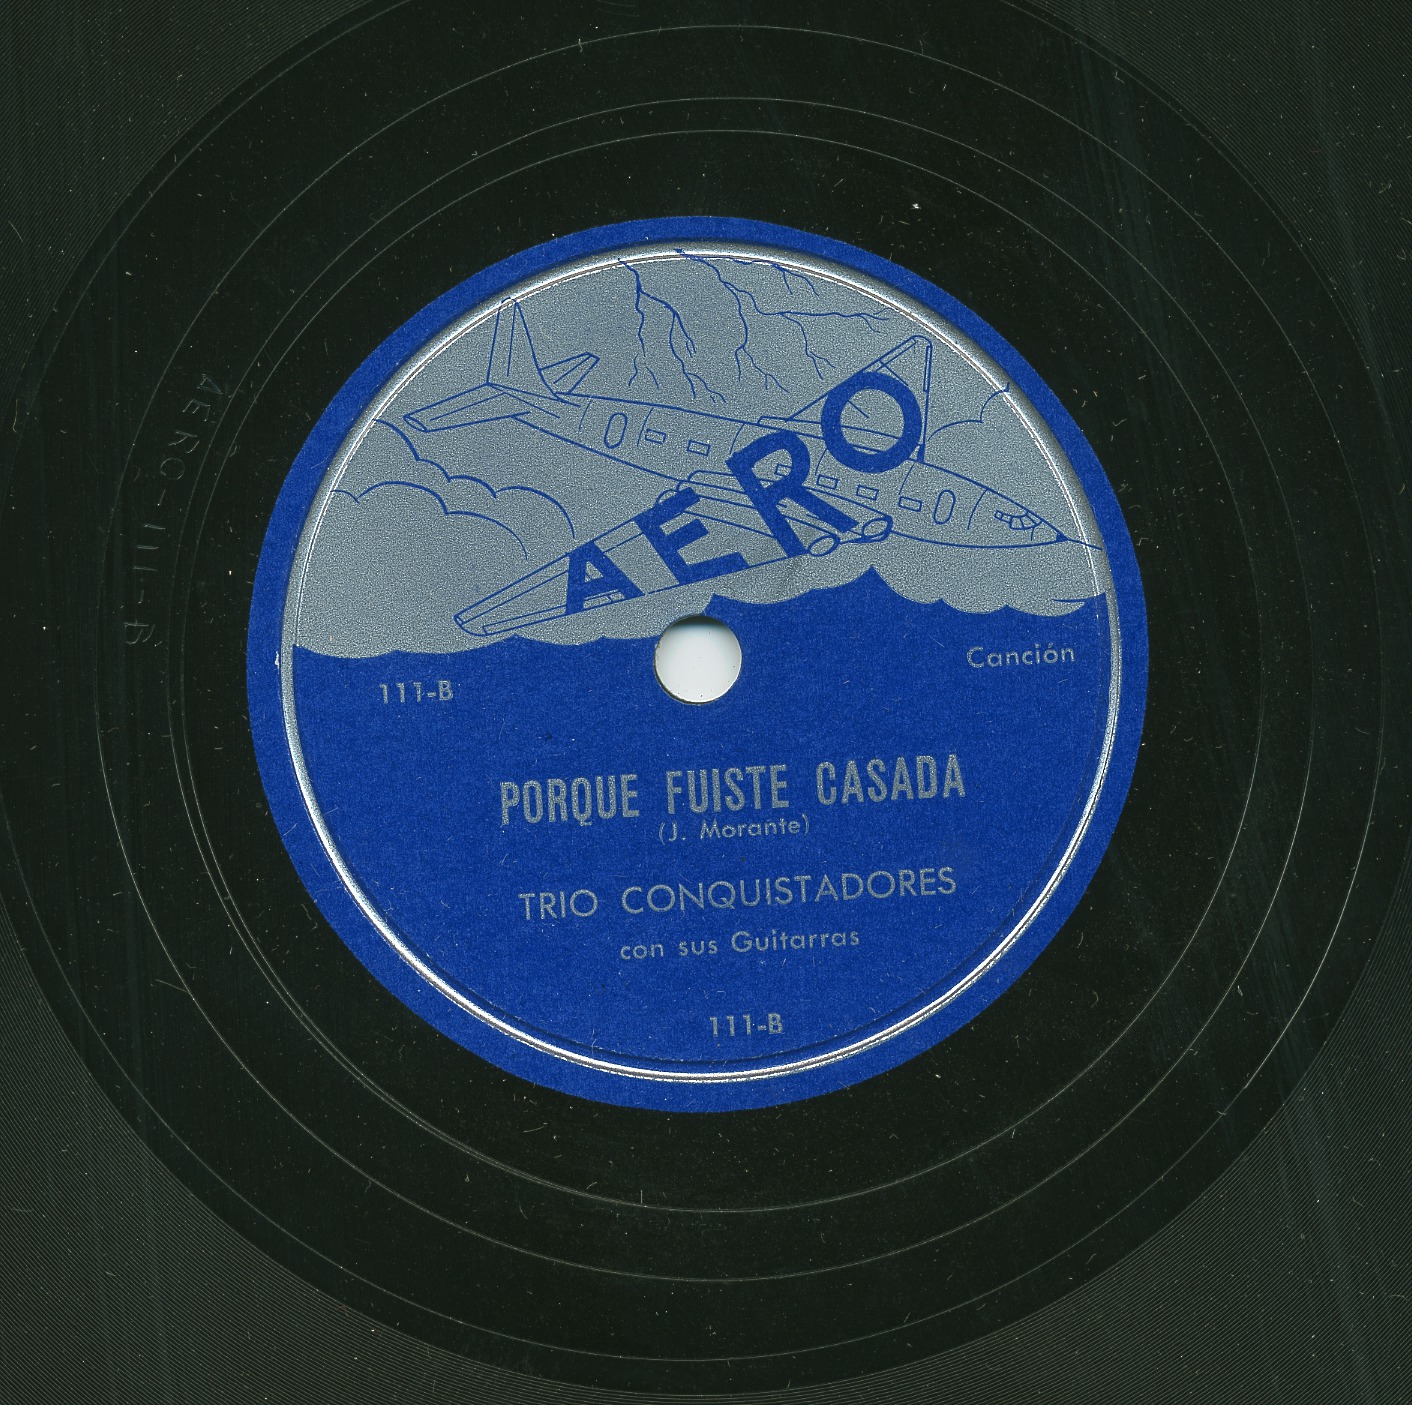 AERO
Canción
111-B
PORQUE FUISTE CASADA
(J. Morante)
TRIO CONQUISTADORES
con sus Guitarras
111-B
AERO-111-B